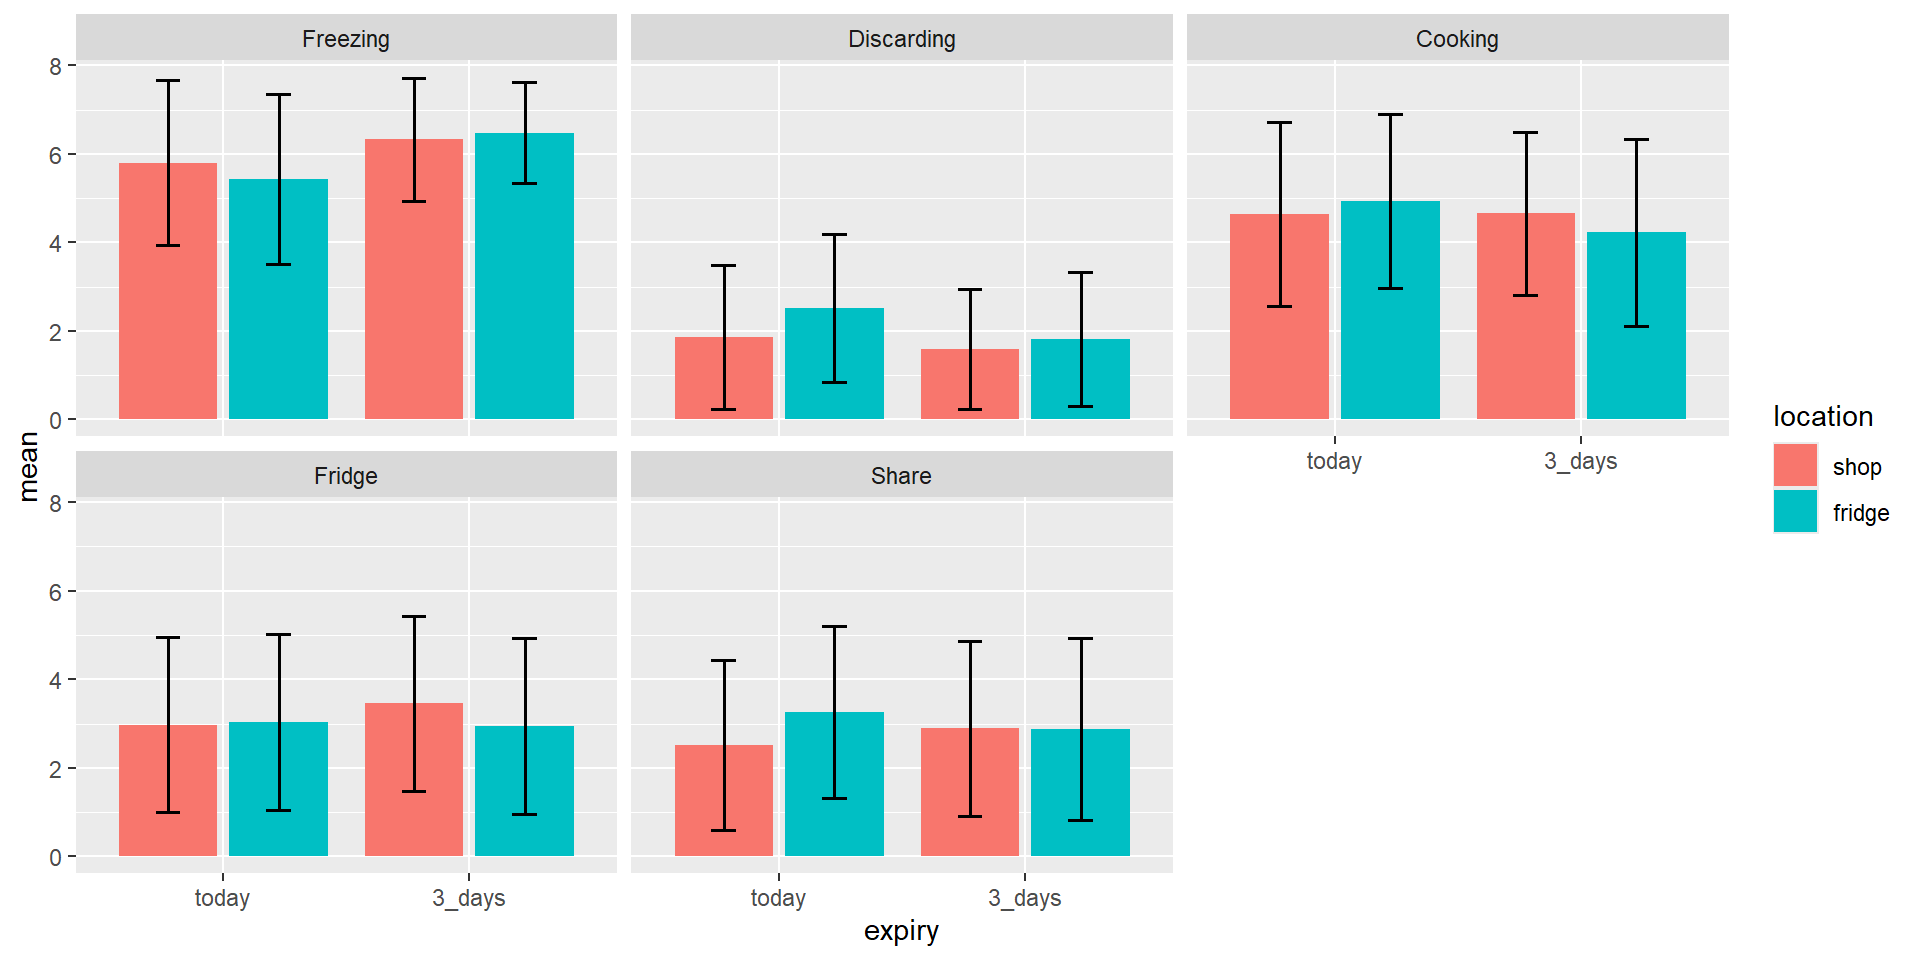 Freezing
Discarding
Cooking
8
6
4
2
0
today
3_days
Fridge
Share
8
6
4
2
0
today
3_days
today
3_days
mean
expiry
location
shop
fridge